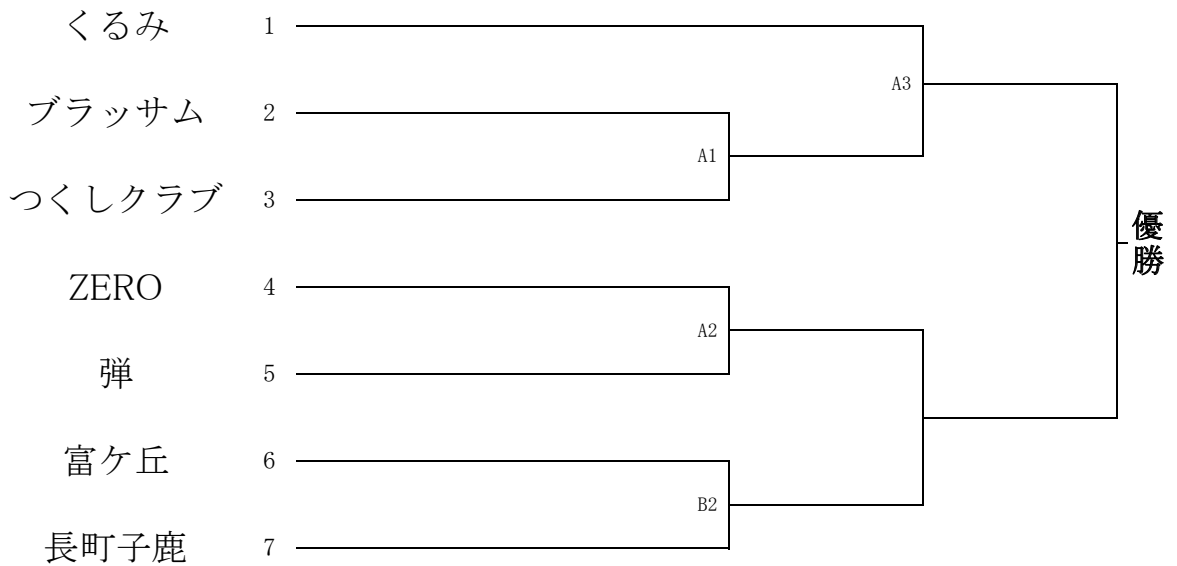 くるみ 1
A3
ブラッサム 2
A1
つくしクラブ 3
優勝
ZERO 4
A2
弾 5
富ケ丘 6
B2
長町子鹿 7